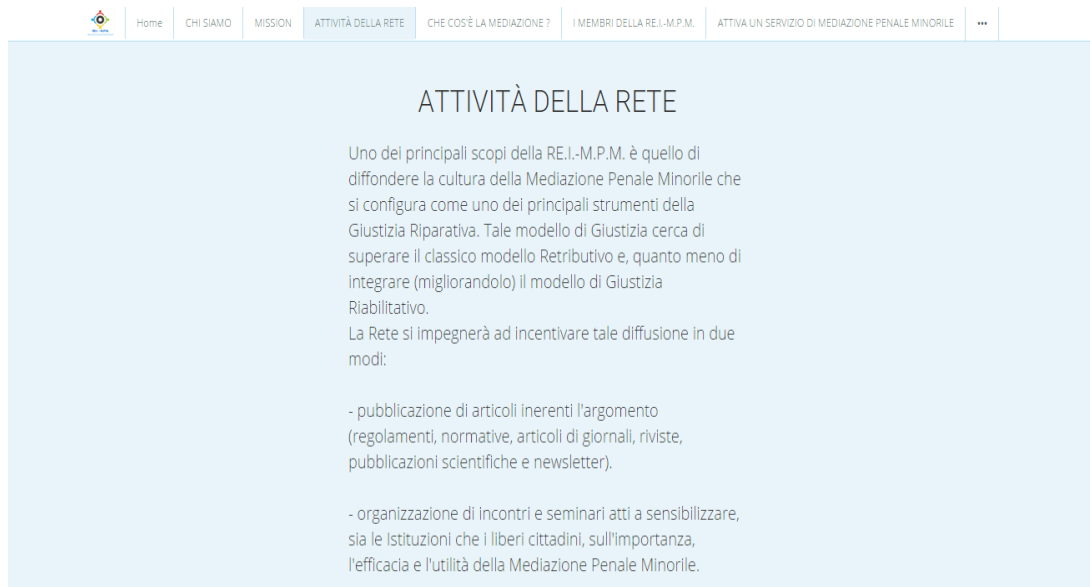 Home
CHI SIAMO
MISSION
ATTIVITÀ DELLA RETE
CHE COS'È LA MEDIAZIONE ?
I MEMBRI DELLA RE.I.-M.P.M.
ATTIVA UN SERVIZIO DI MEDIAZIONE PENALE MINORILE
•••
ATTIVITÀ DELLA RETE
Uno dei principali scopi della RE.I.-M.P.M. è quello di
diffondere la cultura della Mediazione Penale Minorile che
si configura come uno dei principali strumenti della
Giustizia Riparativa. Tale modello di Giustizia cerca di
superare il classico modello Retributivo e, quanto meno di
integrare (migliorandolo) il modello di Giustizia
Riabilitativo.
La Rete si impegnerà ad incentivare tale diffusione in due
modi:
- pubblicazione di articoli inerenti l'argomento
(regolamenti, normative, articoli di giornali, riviste,
pubblicazioni scientifiche e newsletter).
- organizzazione di incontri e seminari atti a sensibilizzare,
sia le Istituzioni che i liberi cittadini, sull'importanza,
l'efficacia e l'utilità della Mediazione Penale Minorile.